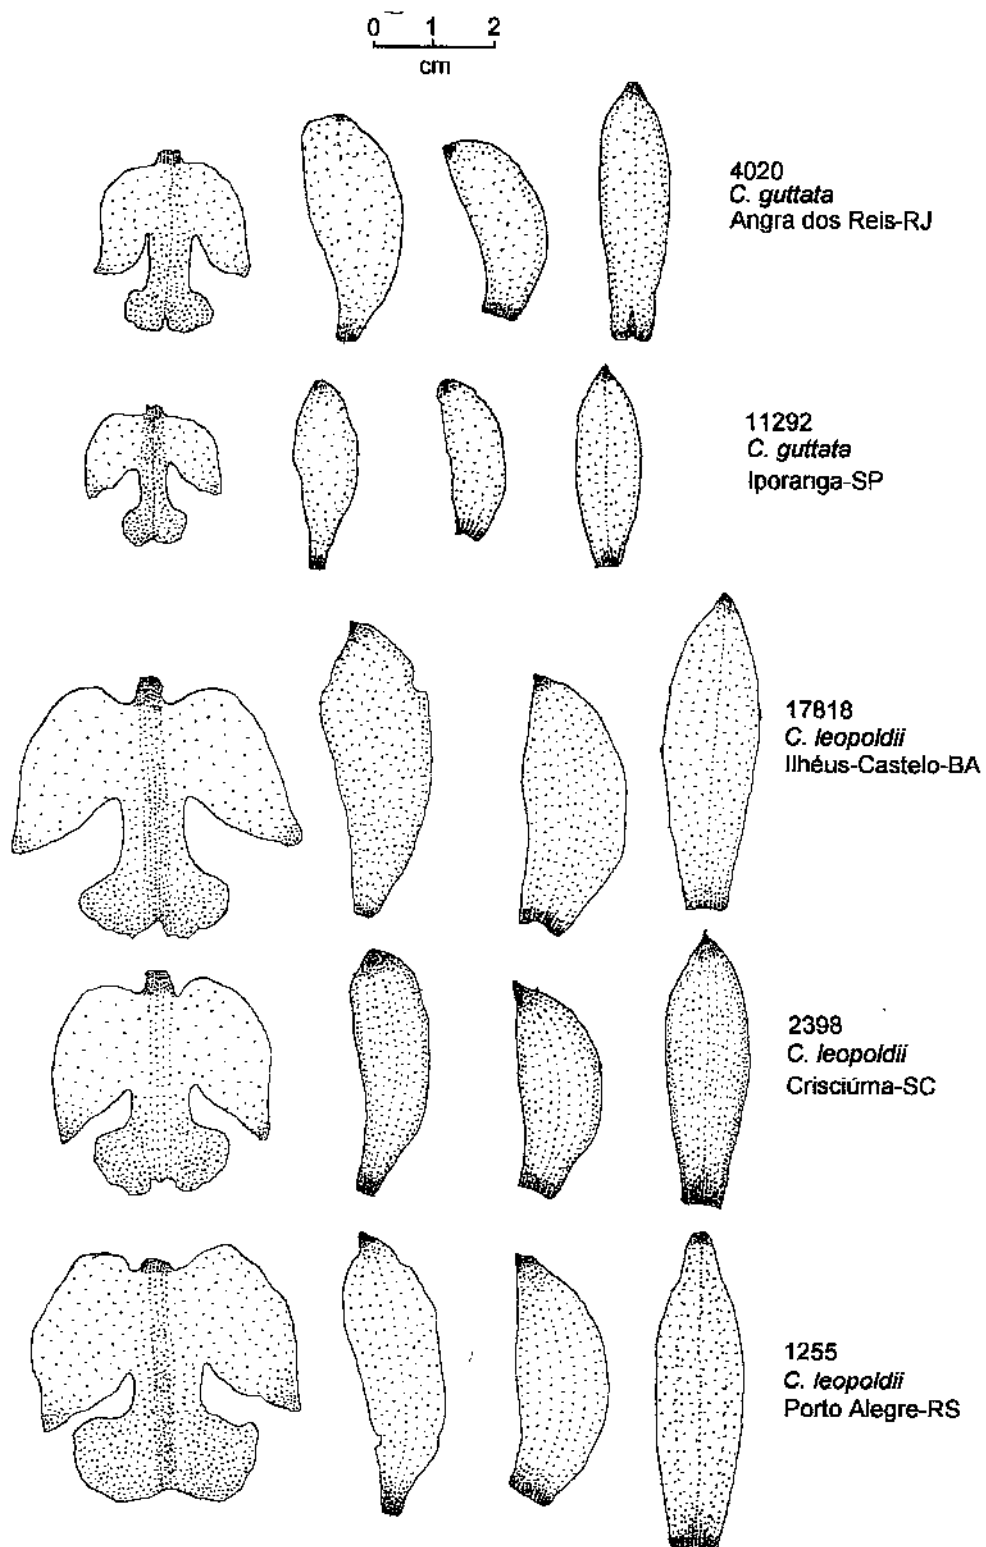 0 1 2
cm
4020
C. guttata
Angra dos Reis-RJ
11292
C. guttata
Iporanga-SP
17818
C. leopoldii
Ilhéus-Castelo-BA
2398
C. leopoldii
Crisciúma-SC
1255
C. leopoldii
Porto Alegre-RS